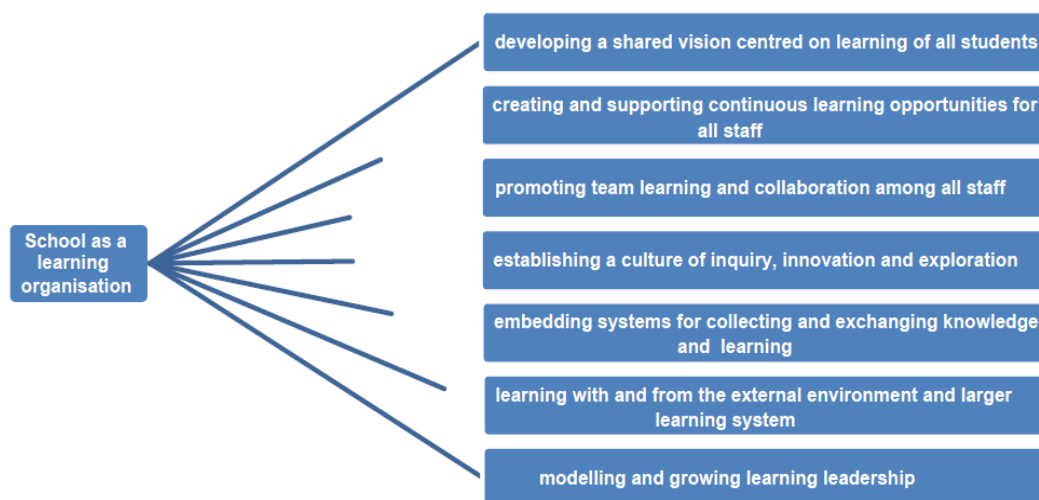 School as a
learning
organisation
developing a shared vision centred on learning of all students
creating and supporting continuous learning opportunities for
all staff
promoting team learning and collaboration among all staff
establishing a culture of inquiry, innovation and exploration
embedding systems for collecting and exchanging knowledge
and learning
learning with and from the external environment and larger
learning system
modelling and growing learning leadership